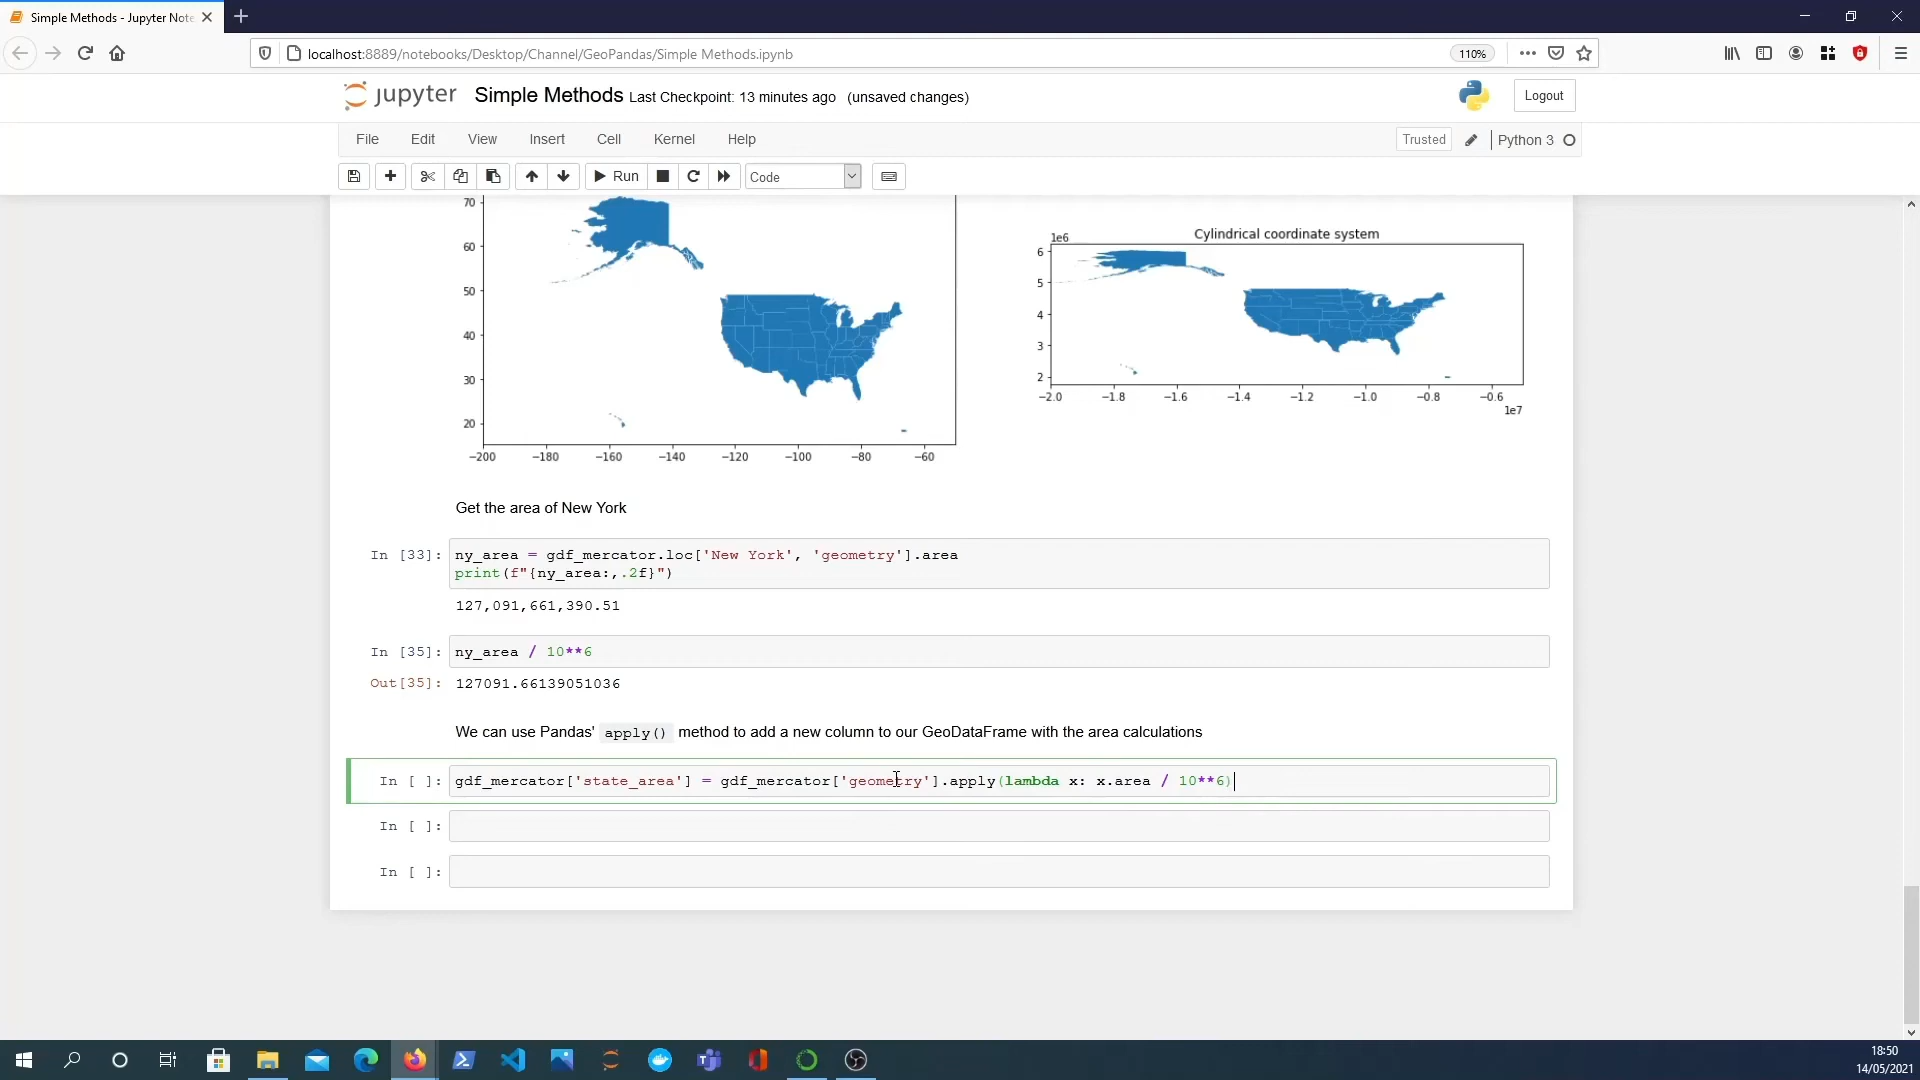 Simple Methods - Jupyter Note
localhost:8889/notebooks/Desktop/Channel/GeoPandas/Simple Methods.ipynb
110%
jupyter Simple Methods Last Checkpoint: 13 minutes ago (unsaved changes)
Logout
File Edit View Insert Cell Kernel Help
Trusted Python 3
Run Code
70
60
50
40
30
20
−200 −180 −160 −140 −120 −100 −80 −60
Cylindrical coordinate system
1e6
6
5
4
3
2
−2.0 −1.8 −1.6 −1.4 −1.2 −1.0 −0.8 −0.6
1e7
Get the area of New York
In [33]: ny_area = gdf_mercator.loc['New York', 'geometry'].area
print(f"{ny_area:,.2f}")
127,091,661,390.51
In [35]: ny_area / 10**6
Out[35]: 127091.66139051036
We can use Pandas' apply() method to add a new column to our GeoDataFrame with the area calculations
In [ ]: gdf_mercator['state_area'] = gdf_mercator['geometry'].apply(lambda x: x.area / 10**6)
In [ ]:
In [ ]:
18:50
14/05/2021